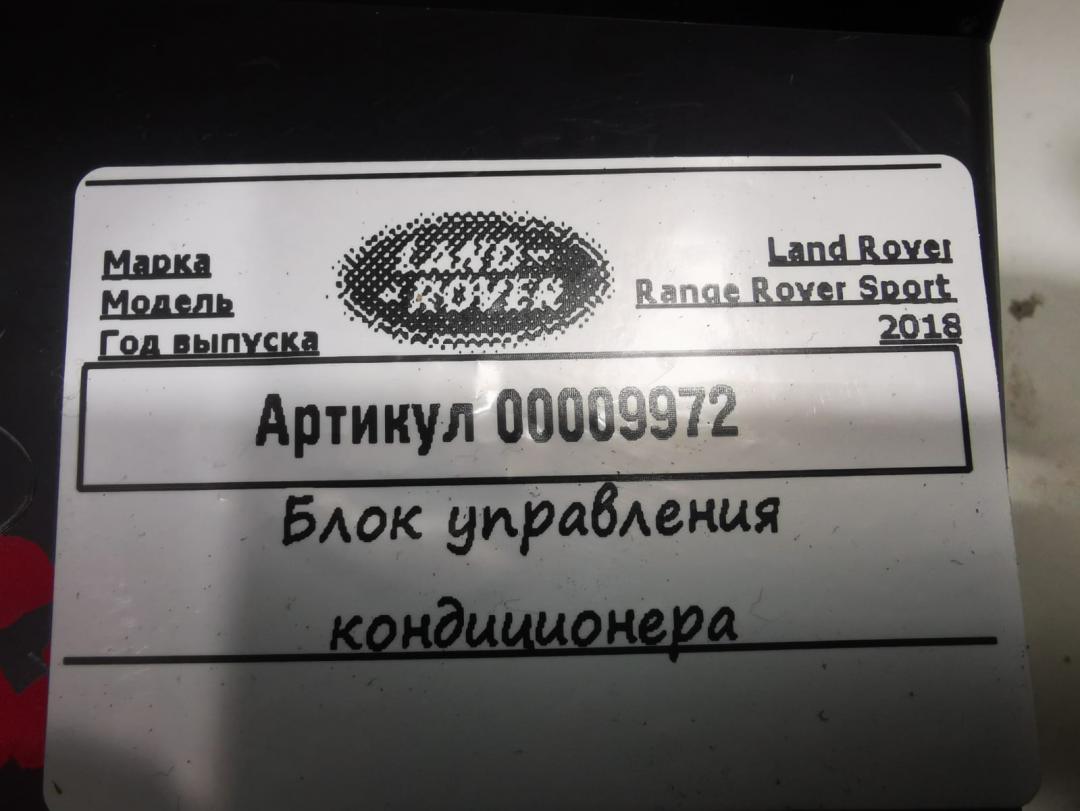 LAND-
-ROVER
Марка Land Rover
Модель Range Rover Sport
Год выпуска 2018
Артикул 00009972
Блок управления
кондиционера